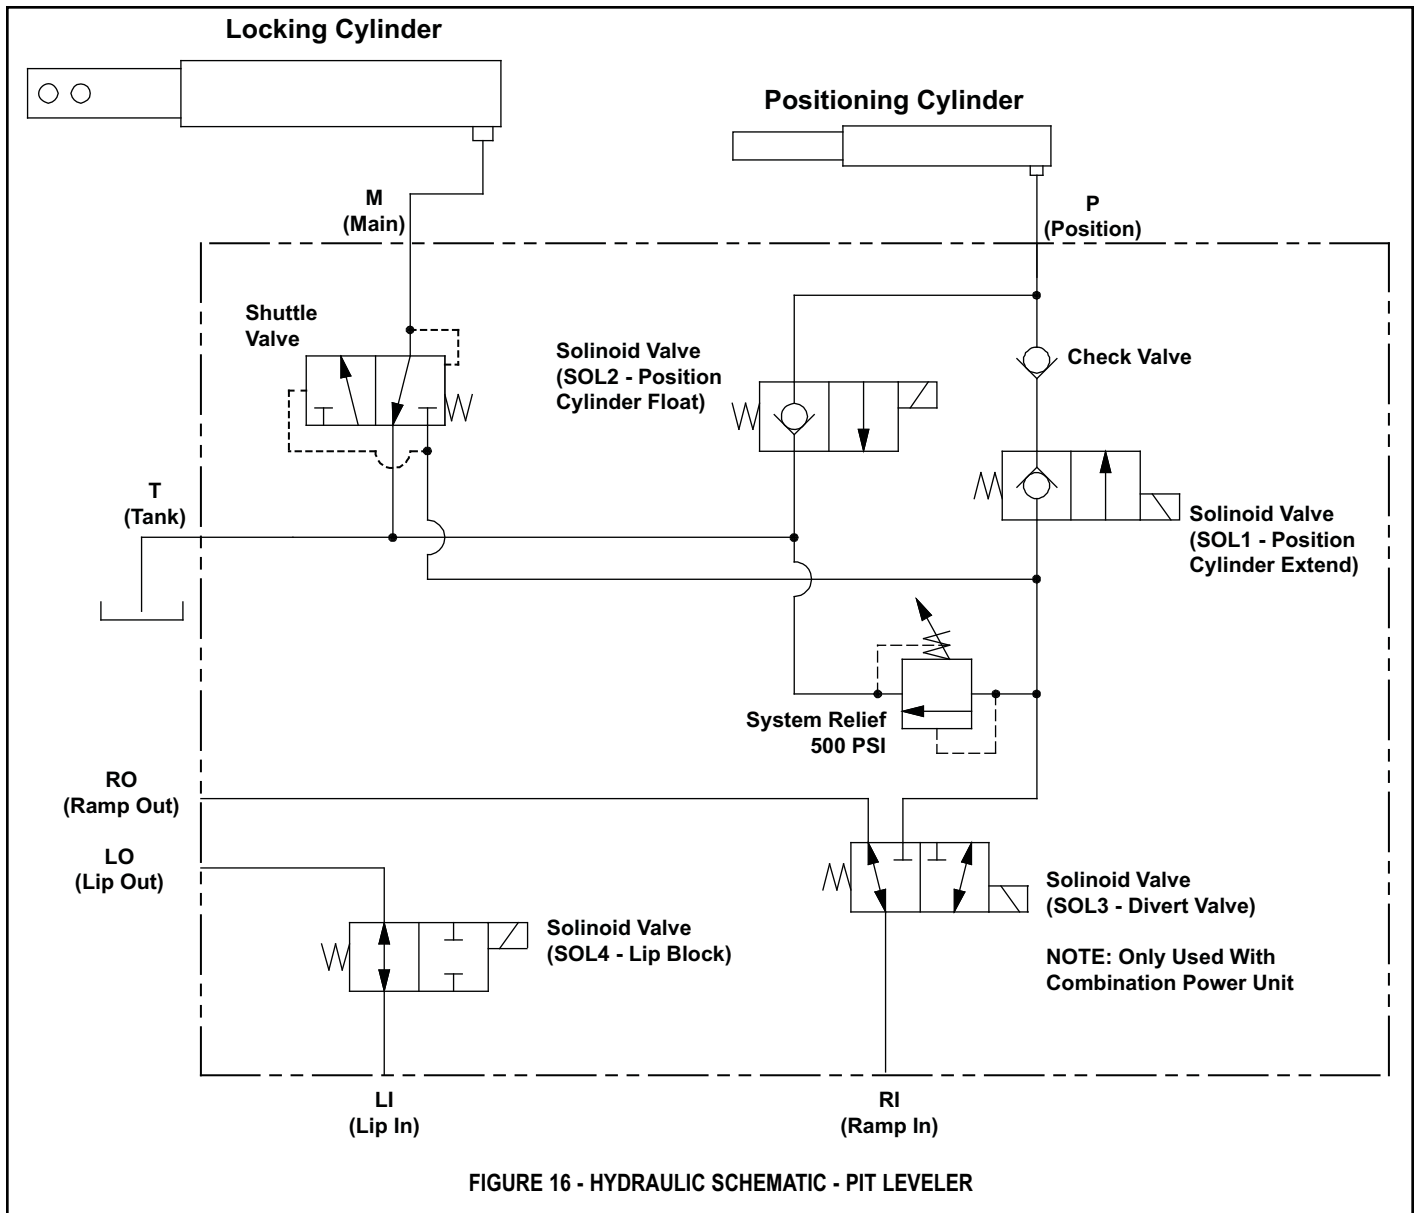 Locking Cylinder
Positioning Cylinder
M
(Main)
P
(Position)
Shuttle
Valve
Solinoid Valve
(SOL2 - Position
Cylinder Float)
Check Valve
T
(Tank)
Solinoid Valve
(SOL1 - Position
Cylinder Extend)
System Relief
500 PSI
RO
(Ramp Out)
LO
(Lip Out)
Solinoid Valve
(SOL3 - Divert Valve)
NOTE: Only Used With
Combination Power Unit
Solinoid Valve
(SOL4 - Lip Block)
LI
(Lip In)
RI
(Ramp In)
FIGURE 16 - HYDRAULIC SCHEMATIC - PIT LEVELER